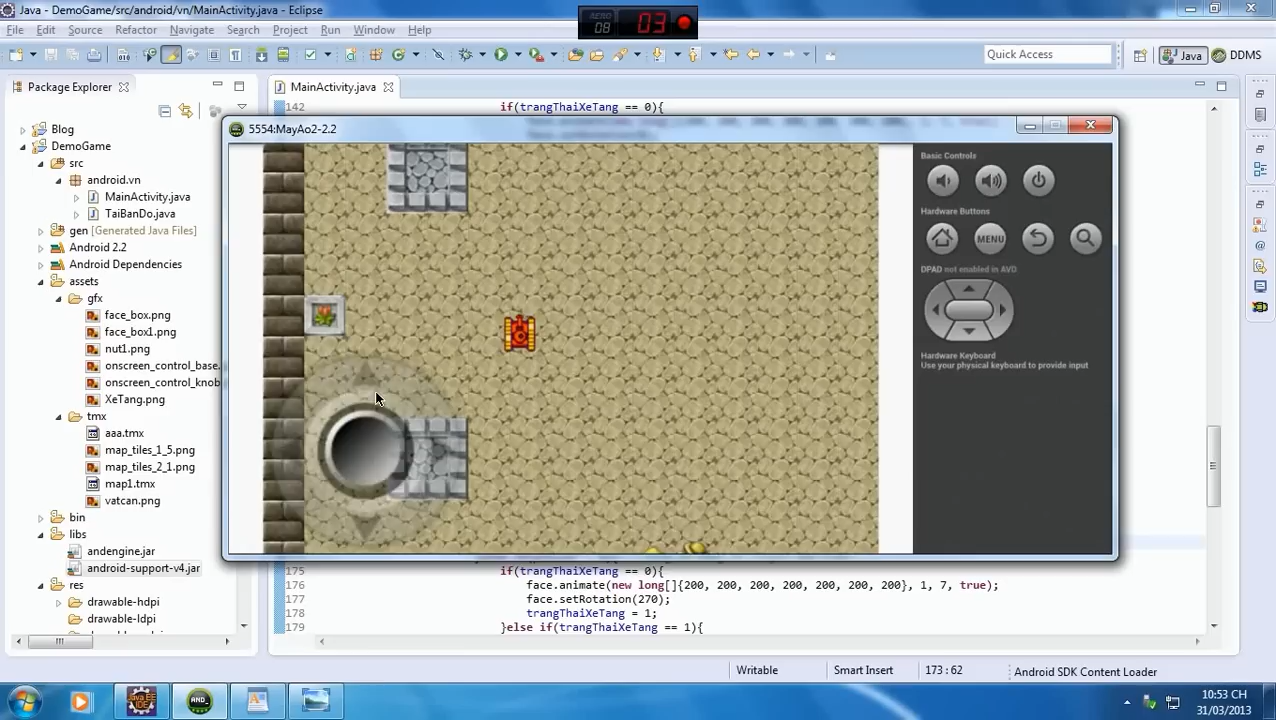 Java - DemoGame/src/android/vn/MainActivity.java - Eclipse
AERO
08
03
File Edit Search Project Help
Quick Access
Java
DDMS
Package Explorer
MainActivity.java
142 if(trangThaiXeTang == 0){
5554:MayAo2-2.2
Basic Controls
Hardware Buttons
MENU
DPAD not enabled in AVD
Hardware Keyboard
Use your physical keyboard to provide input
Blog
DemoGame
src
android.vn
MainActivity.java
TaiBanDo.java
gen [Generated Java Files]
Android 2.2
Android Dependencies
assets
gfx
face_box.png
face_box1.png
nut1.png
onscreen_control_base.
onscreen_control_knob
XeTang.png
tmx
aaa.tmx
map_tiles_1_5.png
map_tiles_2_1.png
map1.tmx
vatcan.png
bin
libs
andengine.jar
android-support-v4.jar
res
drawable-hdpi
drawable-ldpi
175 if(trangThaiXeTang == 0){
176 face.animate(new long[]{200, 200, 200, 200, 200, 200, 200}, 1, 7, true);
177 face.setRotation(270);
178 trangThaiXeTang = 1;
179 }else if(trangThaiXeTang == 1){
Writable
Smart Insert
173 : 62
Android SDK Content Loader
AND
10:53 CH
31/03/2013